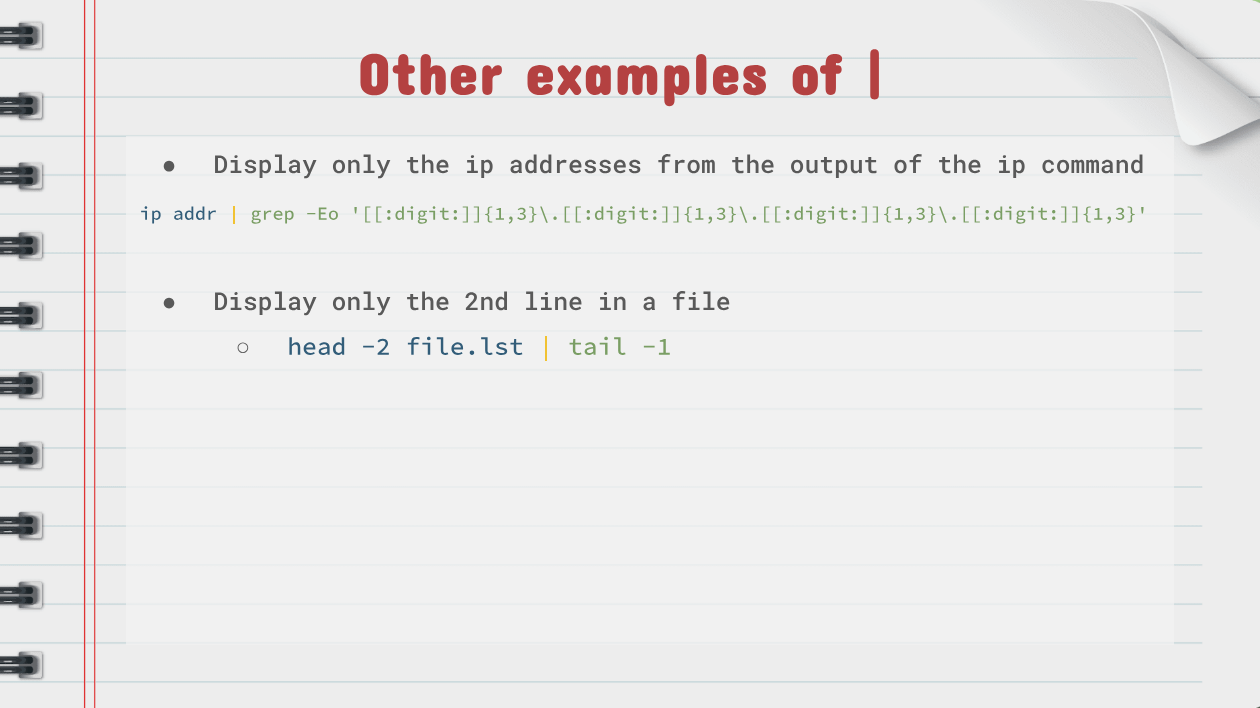 Other examples of |
● Display only the ip addresses from the output of the ip command
ip addr | grep -Eo '[[:digit:]]{1,3}\.[[:digit:]]{1,3}\.[[:digit:]]{1,3}\.[[:digit:]]{1,3}'
● Display only the 2nd line in a file
○ head -2 file.lst | tail -1